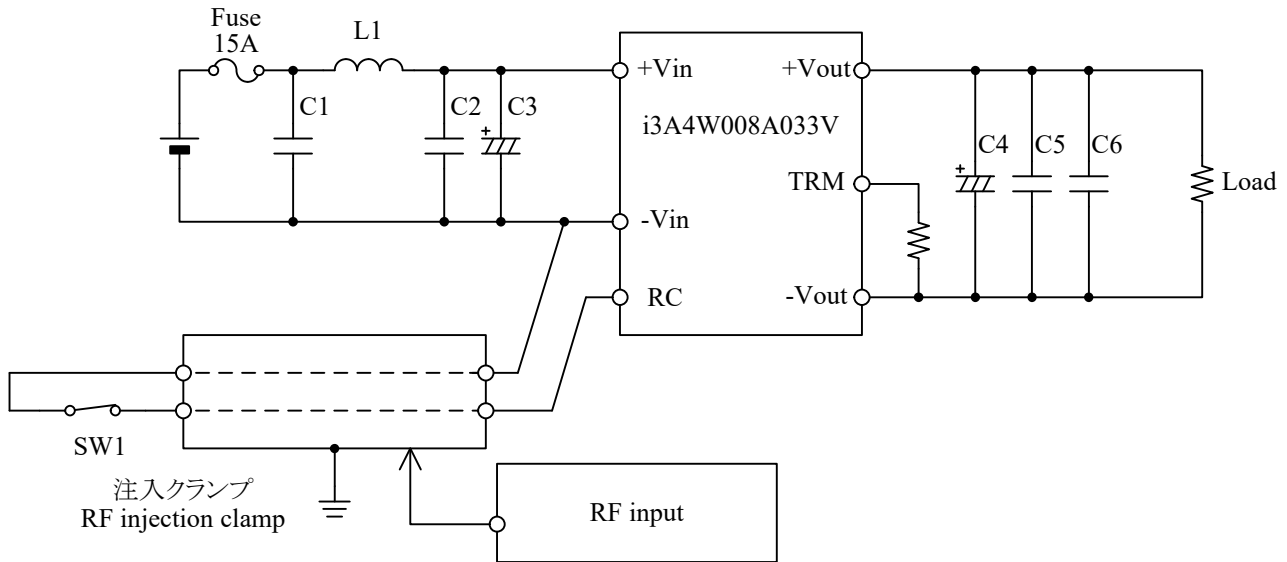 Fuse
15A
L1
C1
C2
C3
+
+Vin
+Vout
i3A4W008A033V
TRM
-Vin
RC
-Vout
C4
C5
C6
+
Load
SW1
注入クランプ
RF injection clamp
RF input